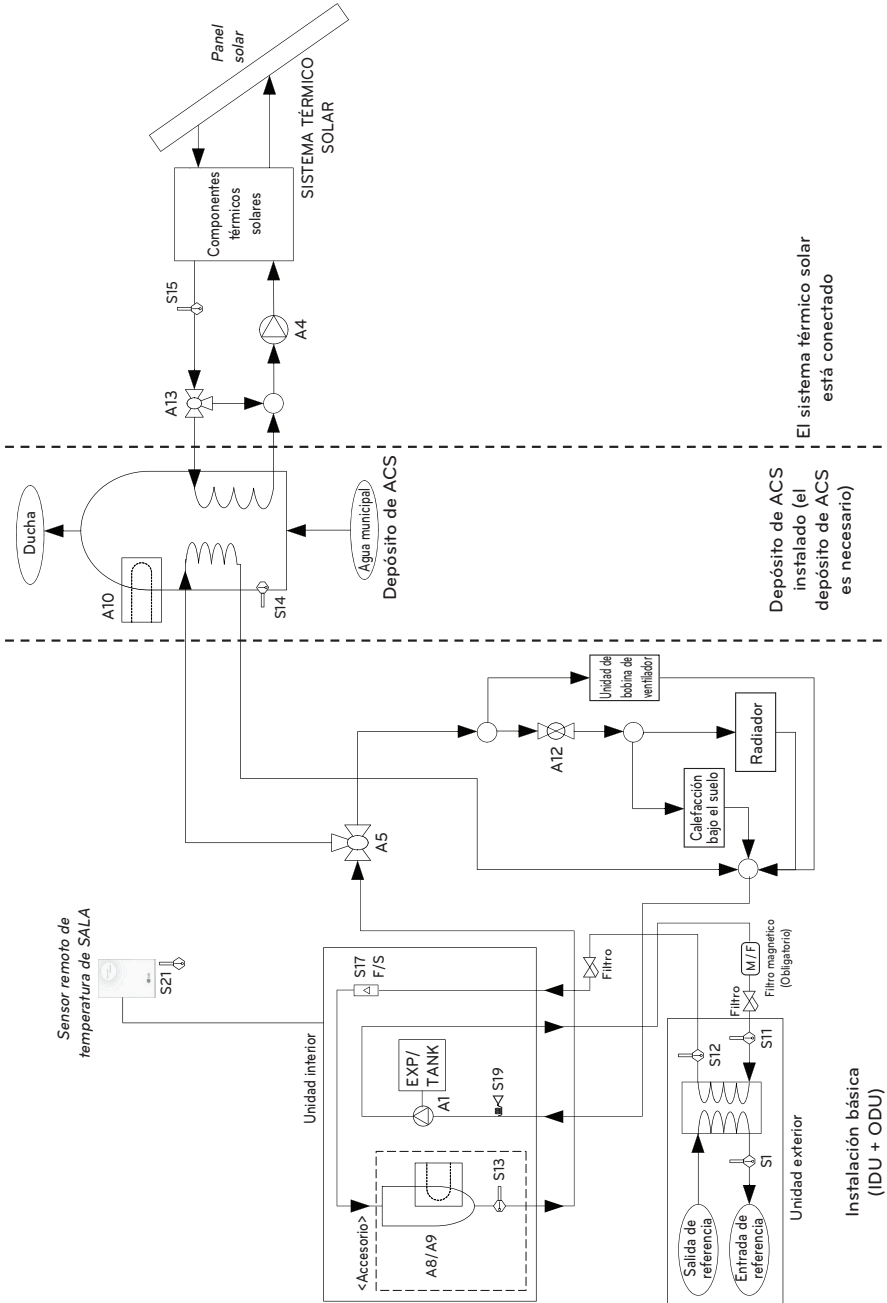 Panel
solar
SISTEMA TÉRMICO
SOLAR
Componentes
térmicos
solares
S15
A4
A13
El sistema térmico solar
está conectado
Ducha
A10
S14
Agua municipal
Depósito de ACS
Depósito de ACS
instalado (el
depósito de ACS
es necesario)
Sensor remoto de
temperatura de SALA
S21
A5
A12
Unidad de
bobina de
ventilador
Radiador
Calefacción
bajo el suelo
Unidad interior
S17
F/S
EXP/
TANK
A1
S19
<Accesorio>
A8/A9
S13
Filtro
Filtro
M/F
Filtro magnetico
(Obligatorio)
S12
S11
S1
Salida de
referencia
Entrada de
referencia
Unidad exterior
Instalación básica
(IDU + ODU)